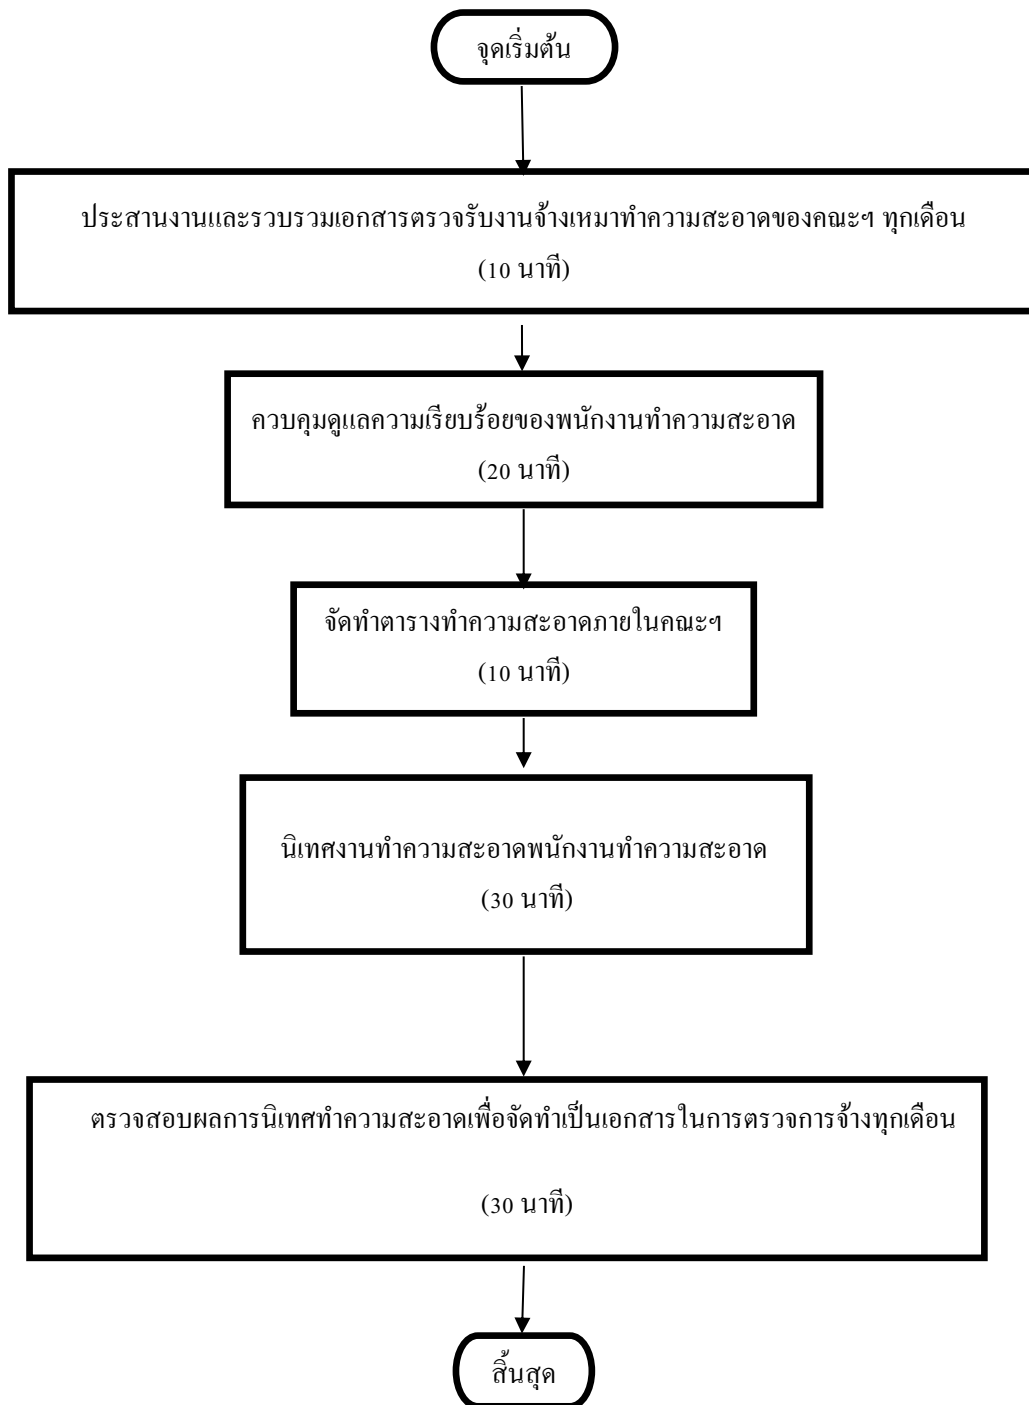 จุดเริ่มต้น
ประสานงานและรวบรวมเอกสารตรวจรับงานจ้างเหมาทำความสะอาดของคณะฯ ทุกเดือน
(10 นาที)
ควบคุมดูแลความเรียบร้อยของพนักงานทำความสะอาด
(20 นาที)
จัดทำตารางทำความสะอาดภายในคณะฯ
(10 นาที)
นิเทศงานทำความสะอาดพนักงานทำความสะอาด
(30 นาที)
ตรวจสอบผลการนิเทศทำความสะอาดเพื่อจัดทำเป็นเอกสารในการตรวจการจ้างทุกเดือน
(30 นาที)
สิ้นสุด